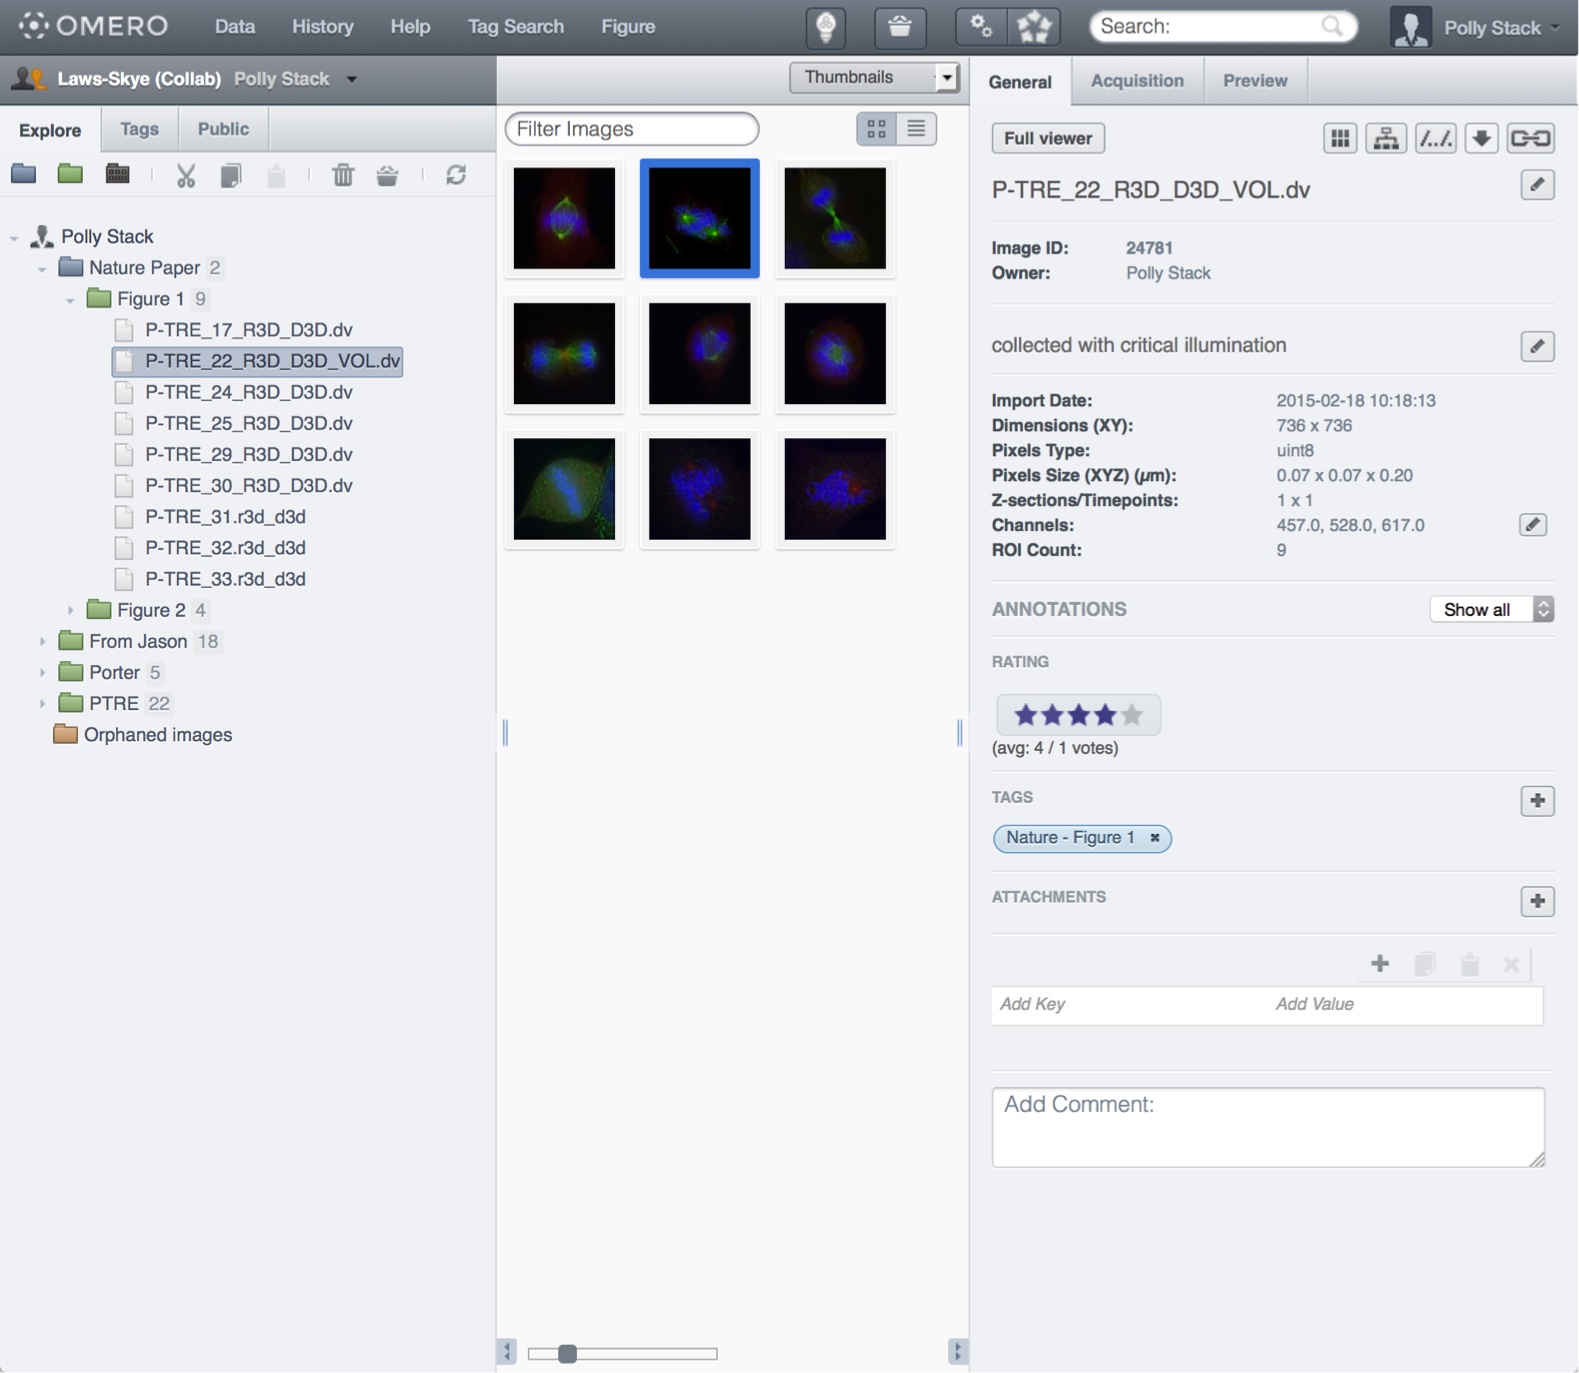 OMERO Data History Help Tag Search Figure Search: Polly Stack
Laws-Skye (Collab) Polly Stack
Explore Tags Public
Polly Stack
Nature Paper 2
Figure 1 9
P-TRE_17_R3D_D3D.dv
P-TRE_22_R3D_D3D_VOL.dv
P-TRE_24_R3D_D3D.dv
P-TRE_25_R3D_D3D.dv
P-TRE_29_R3D_D3D.dv
P-TRE_30_R3D_D3D.dv
P-TRE_31.r3d_d3d
P-TRE_32.r3d_d3d
P-TRE_33.r3d_d3d
Figure 2 4
From Jason 18
Porter 5
PTRE 22
Orphaned images
Thumbnails
Filter Images
General Acquisition Preview
Full viewer
/.../.
P-TRE_22_R3D_D3D_VOL.dv
Image ID: 24781
Owner: Polly Stack
collected with critical illumination
Import Date: 2015-02-18 10:18:13
Dimensions (XY): 736 x 736
Pixels Type: uint8
Pixels Size (XYZ) (µm): 0.07 x 0.07 x 0.20
Z-sections/Timepoints: 1 x 1
Channels: 457.0, 528.0, 617.0
ROI Count: 9
ANNOTATIONS Show all
RATING
(avg: 4 / 1 votes)
TAGS
Nature - Figure 1
ATTACHMENTS
Add Key Add Value
Add Comment: